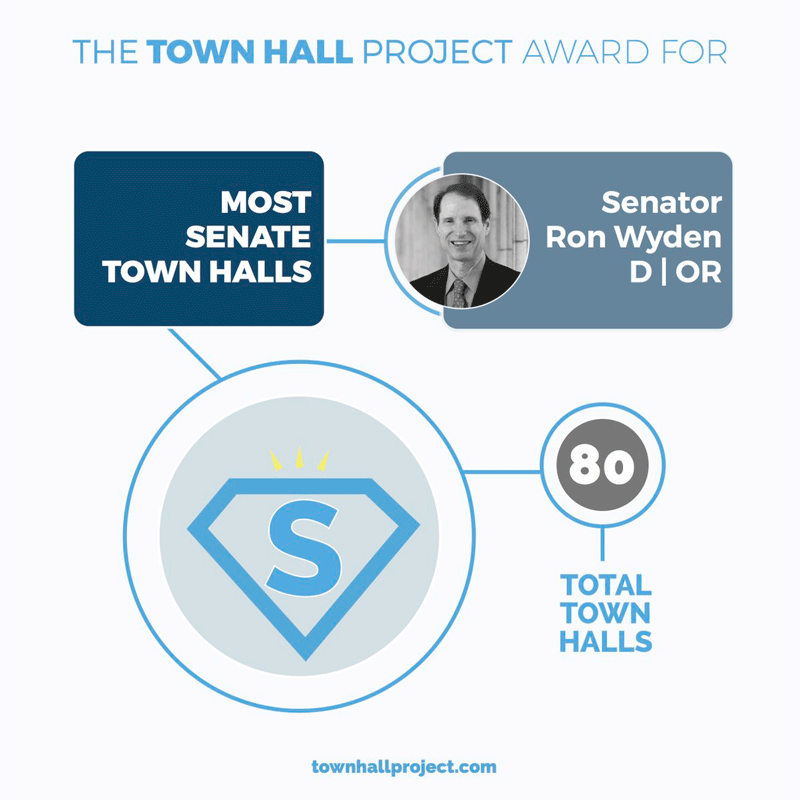 THE TOWN HALL PROJECT AWARD FOR
MOST
SENATE
TOWN HALLS
Senator
Ron Wyden
D | OR
S
80
TOTAL
TOWN
HALLS
townhallproject.com